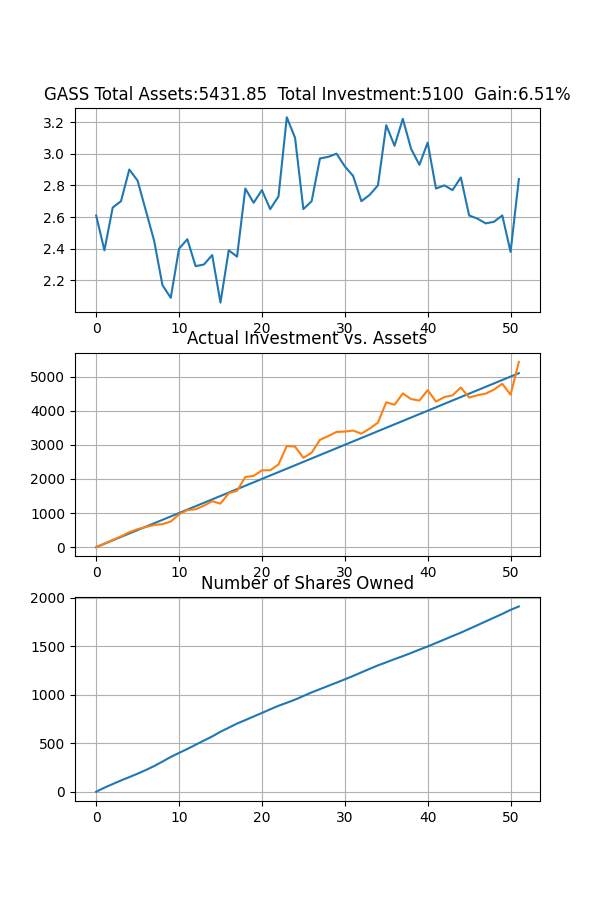 GASS Total Assets:5431.85  Total Investment:5100  Gain:6.51%
3.2
3.0
2.8
2.6
2.4
2.2
0 10 20 30 40 50
Actual Investment vs. Assets
5000
4000
3000
2000
1000
0
0 10 20 30 40 50
Number of Shares Owned
2000
1500
1000
500
0
0 10 20 30 40 50